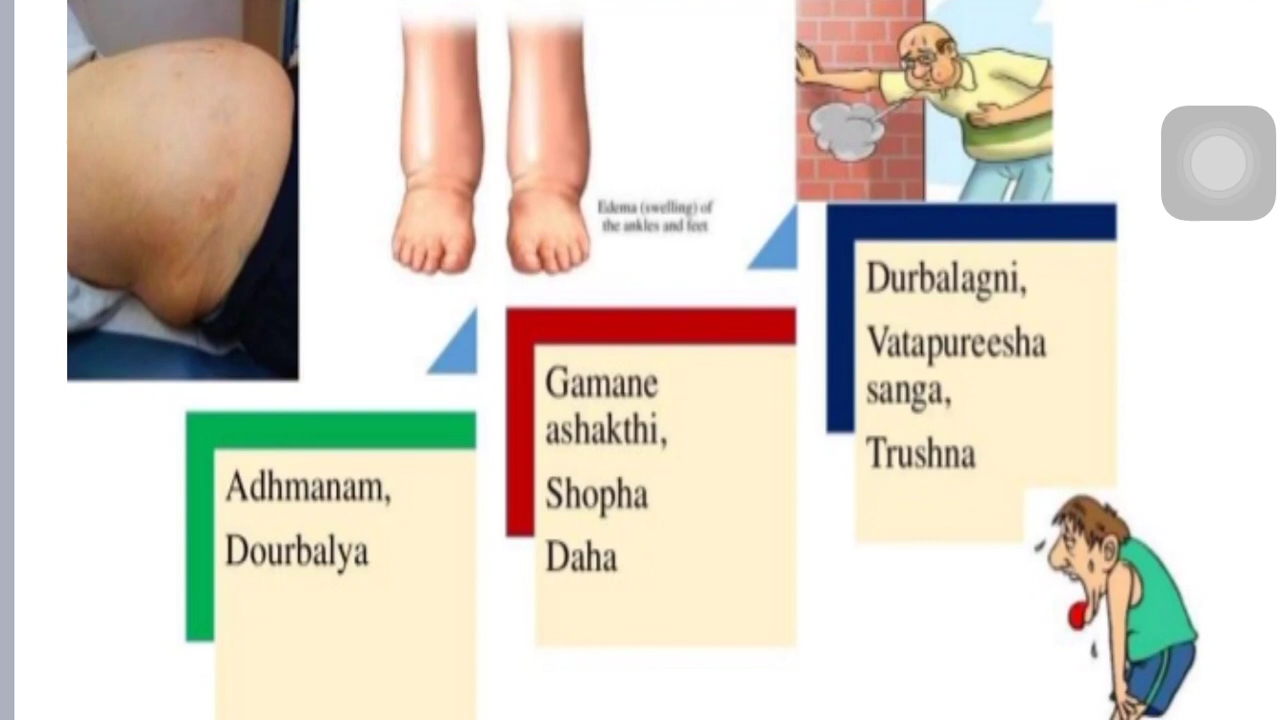 Edema (swelling) of
the ankles and feet
Adhmanam,
Dourbalya
Gamane
ashakthi,
Shopha
Daha
Durbalagni,
Vatapureesha
sanga,
Trushna